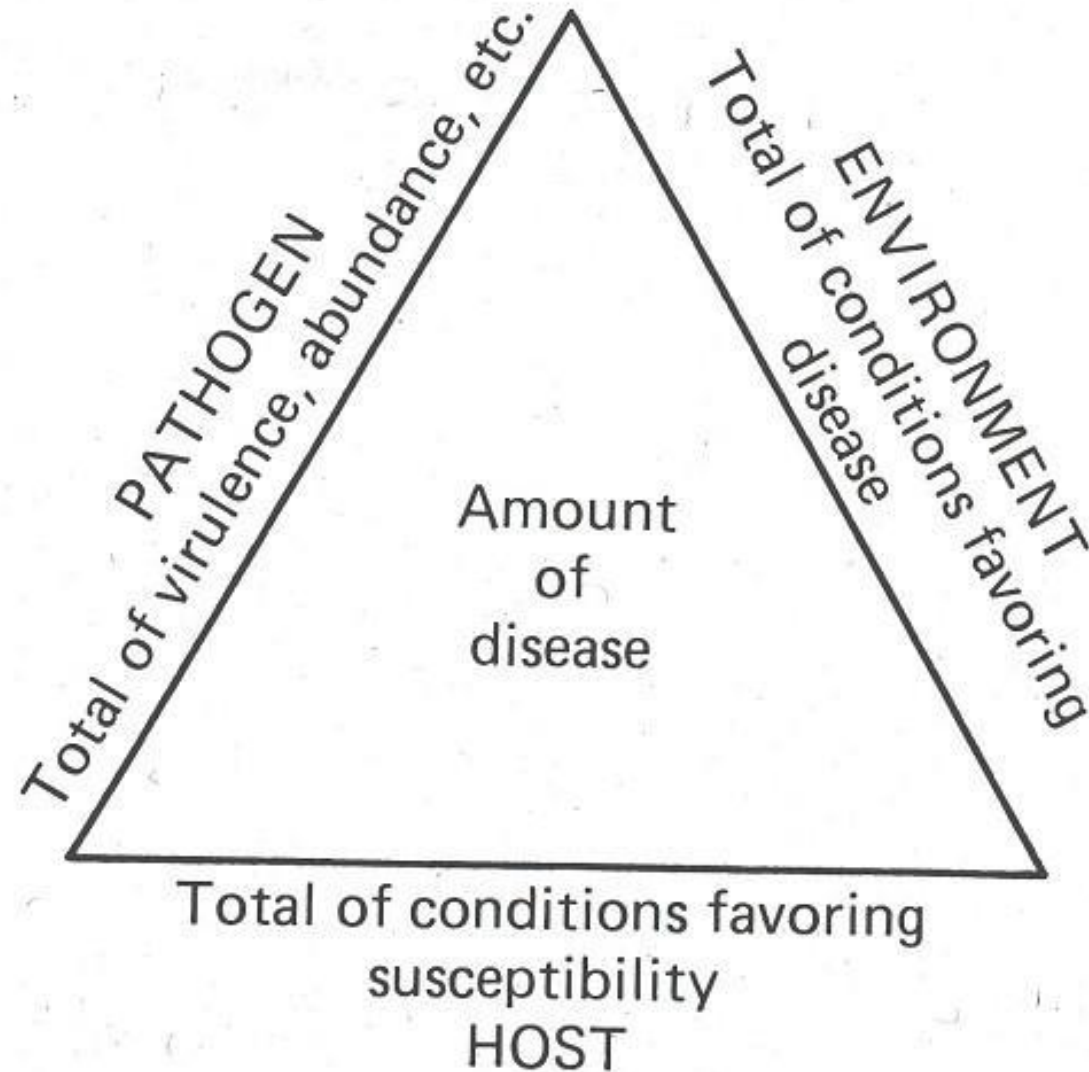 PATHOGEN
Total of virulence, abundance, etc.
ENVIRONMENT
Total of conditions favoring
disease
Amount
of
disease
Total of conditions favoring
susceptibility
HOST